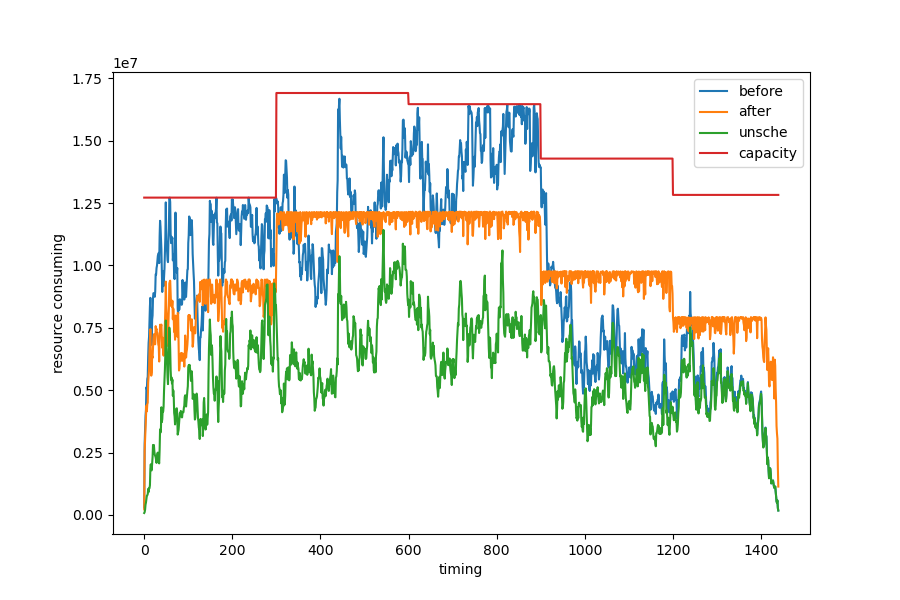 1e7
1.75
1.50
1.25
1.00
0.75
0.50
0.25
0.00
resource consuming
before
after
unsche
capacity
0 200 400 600 800 1000 1200 1400
timing